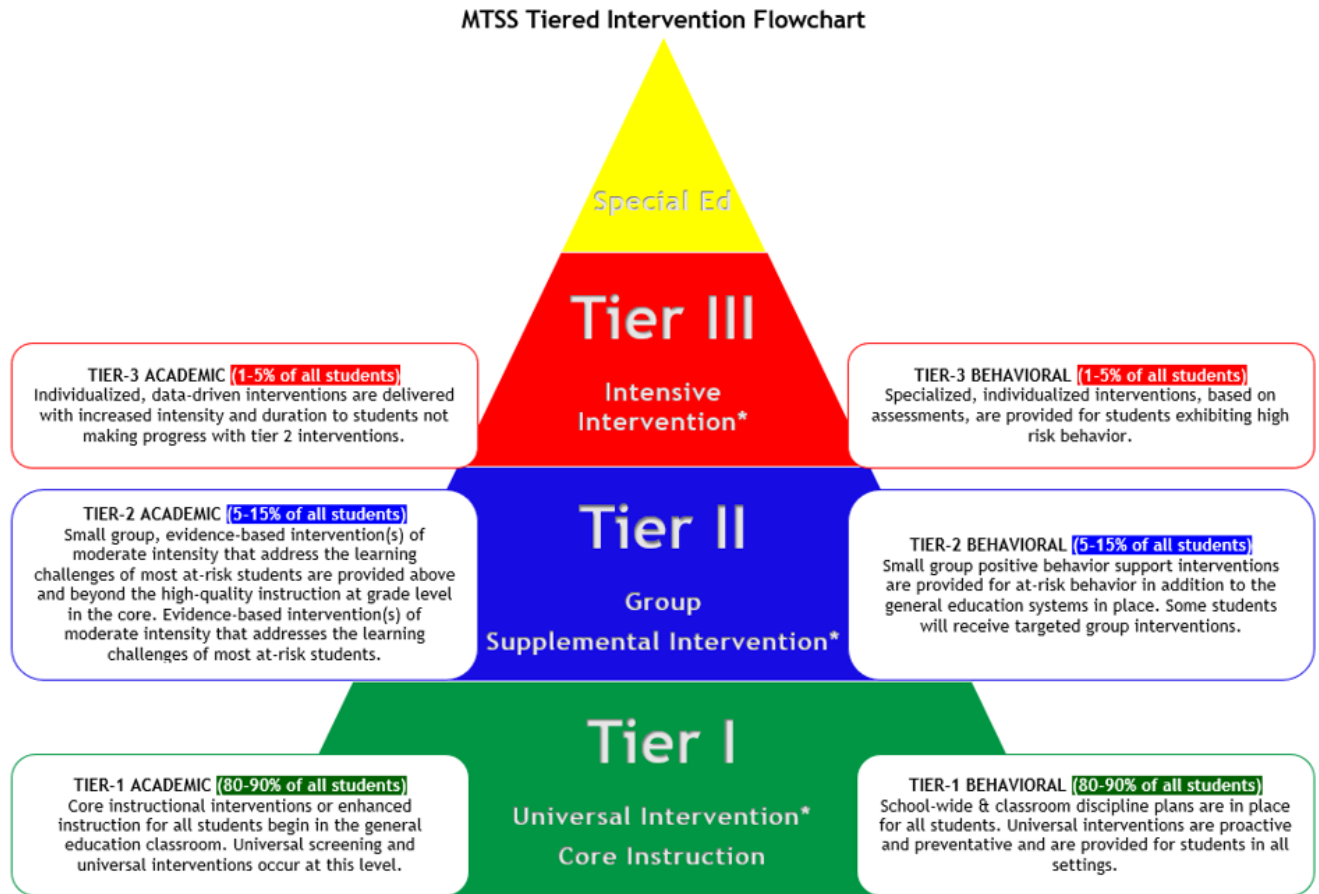 MTSS Tiered Intervention Flowchart
Special Ed
Tier III
Intensive
Intervention*
TIER-3 ACADEMIC (1-5% of all students)
Individualized, data-driven interventions are delivered
with increased intensity and duration to students not
making progress with tier 2 interventions.
TIER-3 BEHAVIORAL (1-5% of all students)
Specialized, individualized interventions, based on
assessments, are provided for students exhibiting high
risk behavior.
Tier II
Group
Supplemental Intervention*
TIER-2 ACADEMIC (5-15% of all students)
Small group, evidence-based intervention(s) of
moderate intensity that address the learning
challenges of most at-risk students are provided above
and beyond the high-quality instruction at grade level
in the core. Evidence-based intervention(s) of
moderate intensity that addresses the learning
challenges of most at-risk students.
TIER-2 BEHAVIORAL (5-15% of all students)
Small group positive behavior support interventions
are provided for at-risk behavior in addition to the
general education systems in place. Some students
will receive targeted group interventions.
Tier I
Universal Intervention*
Core Instruction
TIER-1 ACADEMIC (80-90% of all students)
Core instructional interventions or enhanced
instruction for all students begin in the general
education classroom. Universal screening and
universal interventions occur at this level.
TIER-1 BEHAVIORAL (80-90% of all students)
School-wide & classroom discipline plans are in place
for all students. Universal interventions are proactive
and preventative and are provided for students in all
settings.